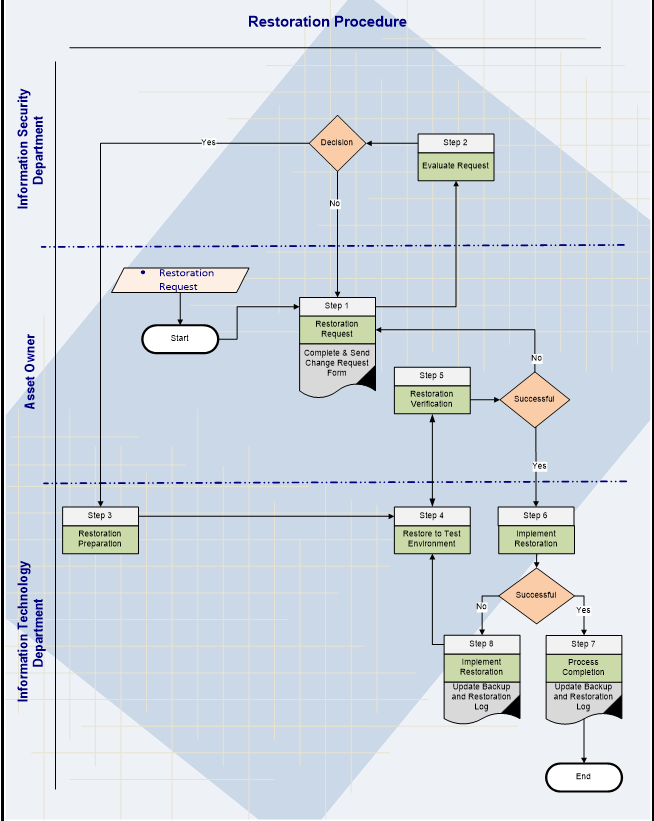 Restoration Procedure
Information Security
Department
Yes
Decision
Step 2
Evaluate Request
No
• Restoration
Request
Start
Step 1
Restoration
Request
Complete & Send
Change Request
Form
Asset Owner
No
Step 5
Restoration
Verification
Successful
Yes
Information Technology
Department
Step 3
Restoration
Preparation
Step 4
Restore to Test
Environment
Step 6
Implement
Restoration
Successful
No
Yes
Step 8
Implement
Restoration
Update Backup
and Restoration
Log
Step 7
Process
Completion
Update Backup
and Restoration
Log
End